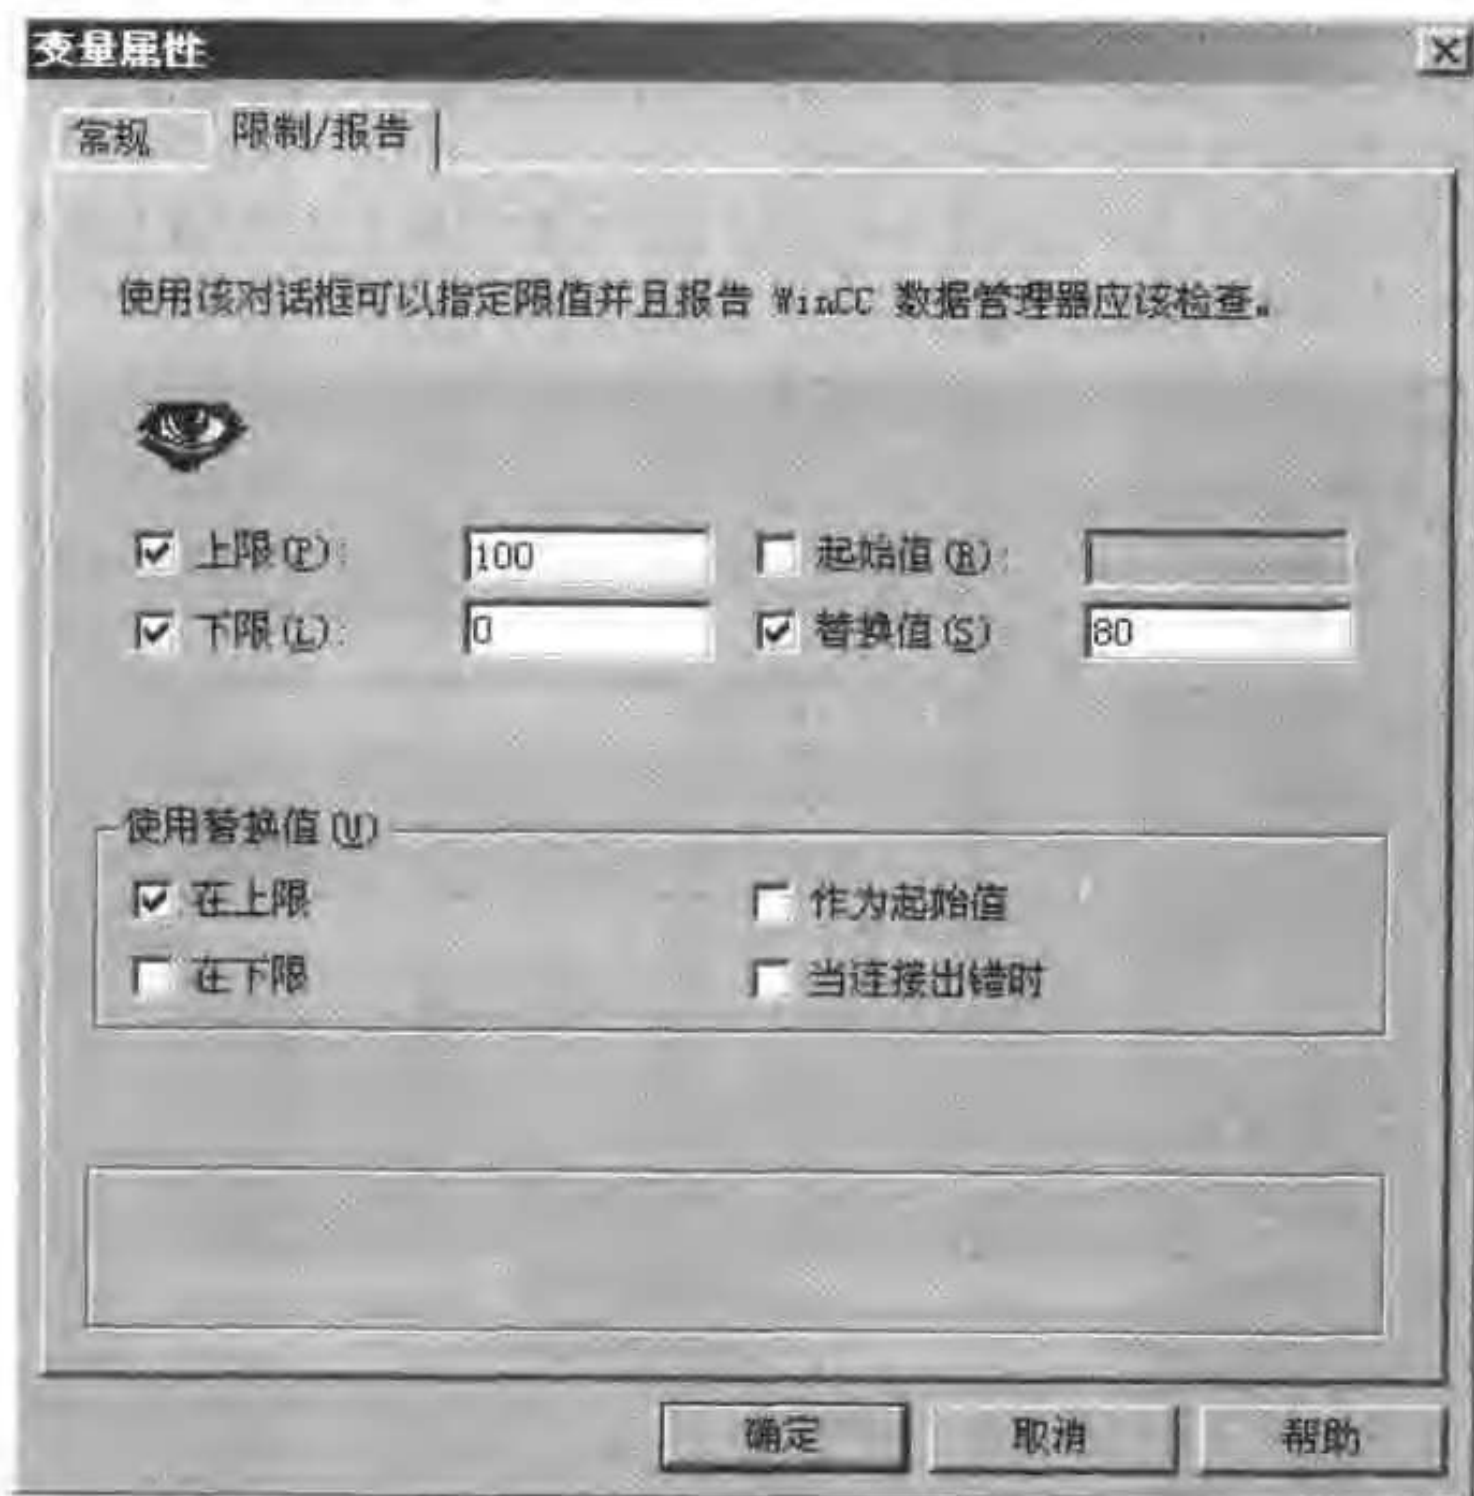 变量属性
常规 限制/报告
使用该对话框可以指定限值并且报告 WinCC 数据管理器应该检查。
上限(P): 100 起始值(R):
下限(L): 0 替换值(S) 80
使用替换值(U)
在上限 作为起始值
在下限 当连接出错时
确定 取消 帮助